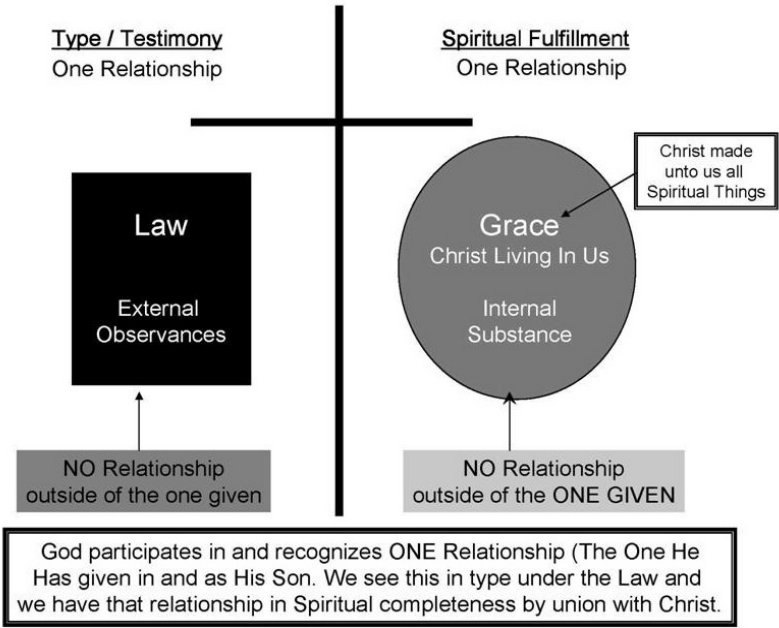 Type / Testimony
One Relationship
Spiritual Fulfillment
One Relationship
Christ made
unto us all
Spiritual Things
Law
External
Observances
Grace
Christ Living In Us
Internal
Substance
NO Relationship
outside of the one given
NO Relationship
outside of the ONE GIVEN
God participates in and recognizes ONE Relationship (The One He
Has given in and as His Son. We see this in type under the Law and
we have that relationship in Spiritual completeness by union with Christ.